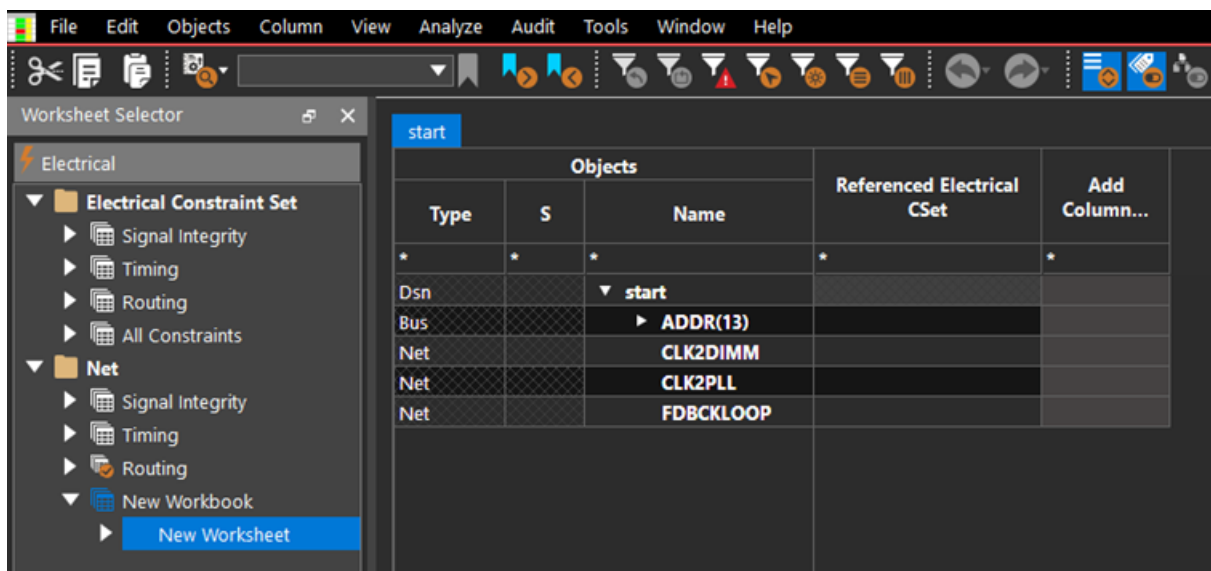 File Edit Objects Column View Analyze Audit Tools Window Help
Worksheet Selector
start
Electrical
Objects
Referenced Electrical CSet
Add Column...
Type S Name
* * * * *
Electrical Constraint Set
Signal Integrity
Timing
Routing
All Constraints
Net
Signal Integrity
Timing
Routing
New Workbook
New Worksheet
Dsn start
Bus ADDR(13)
Net CLK2DIMM
Net CLK2PLL
Net FDBCKLOOP